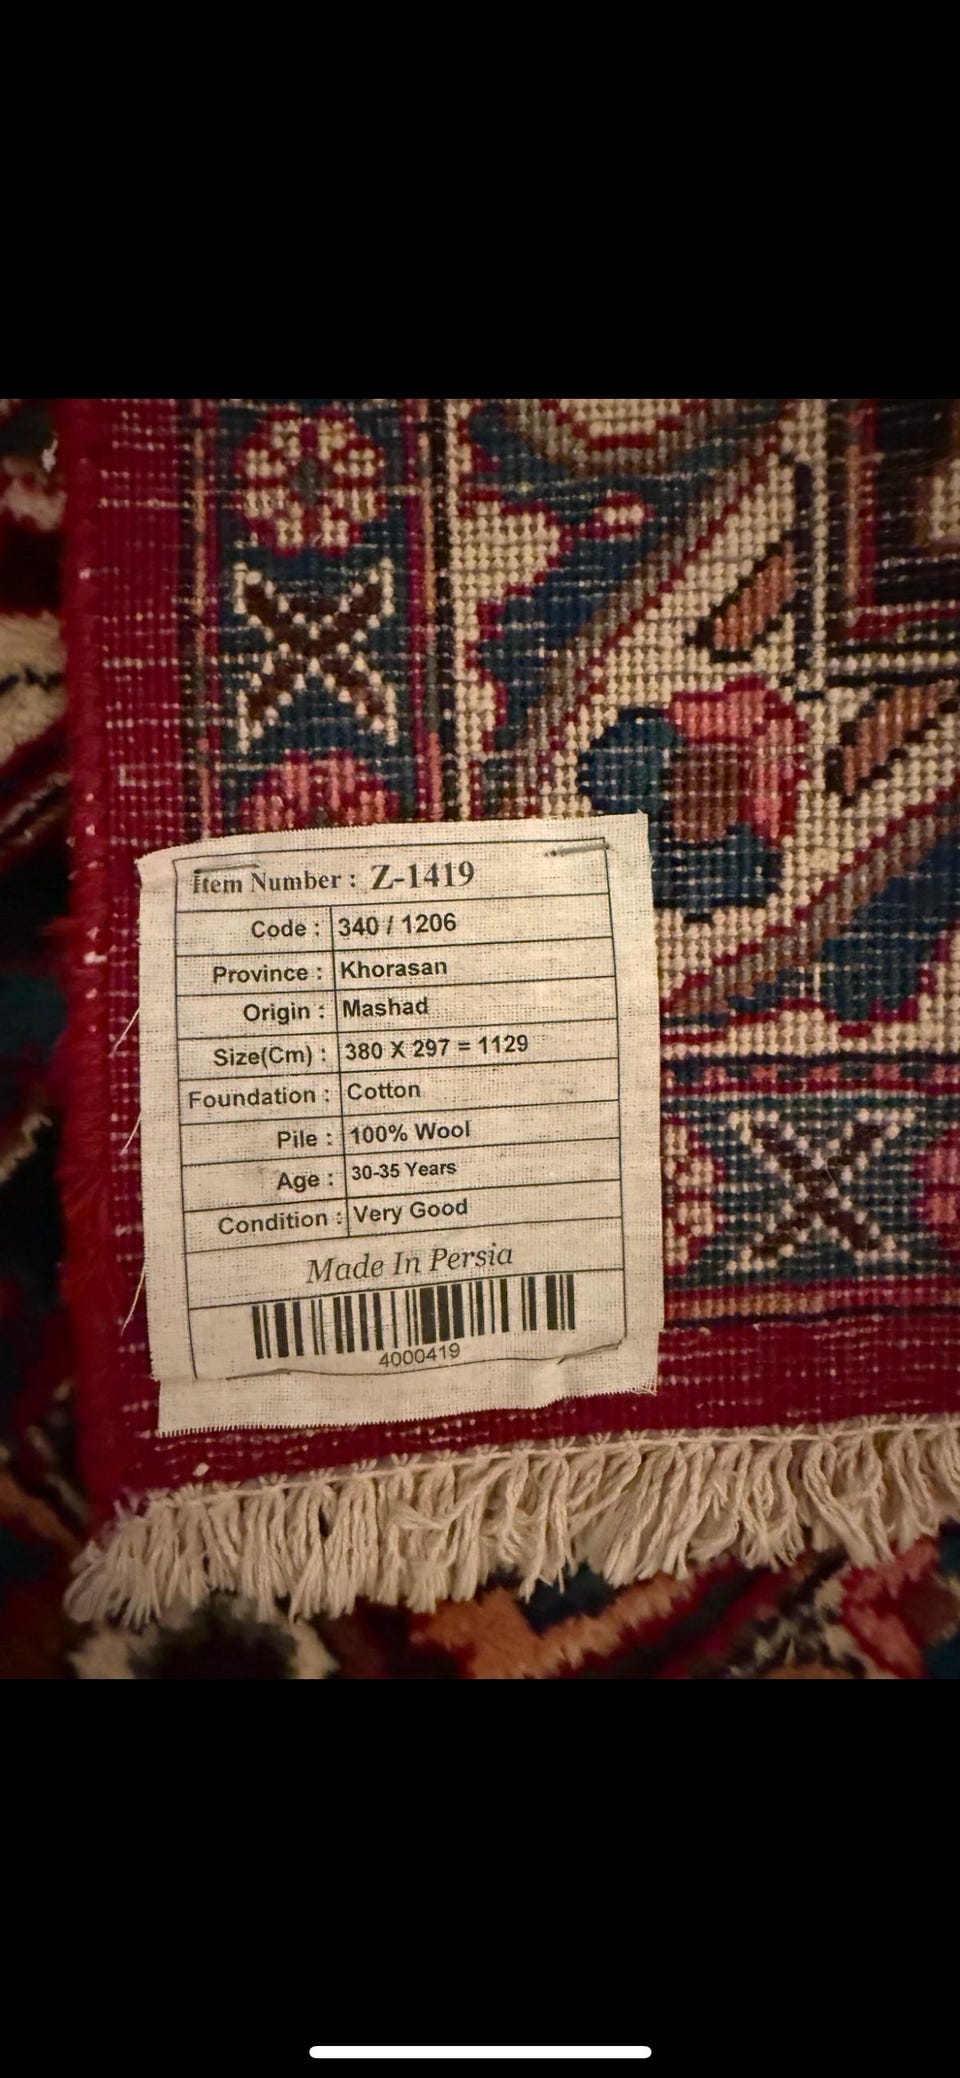 Item Number : Z-1419
Code : 340 / 1206
Province : Khorasan
Origin : Mashad
Size(Cm) : 380 X 297 = 1129
Foundation : Cotton
Pile : 100% Wool
Age : 30-35 Years
Condition : Very Good
Made In Persia
4000419